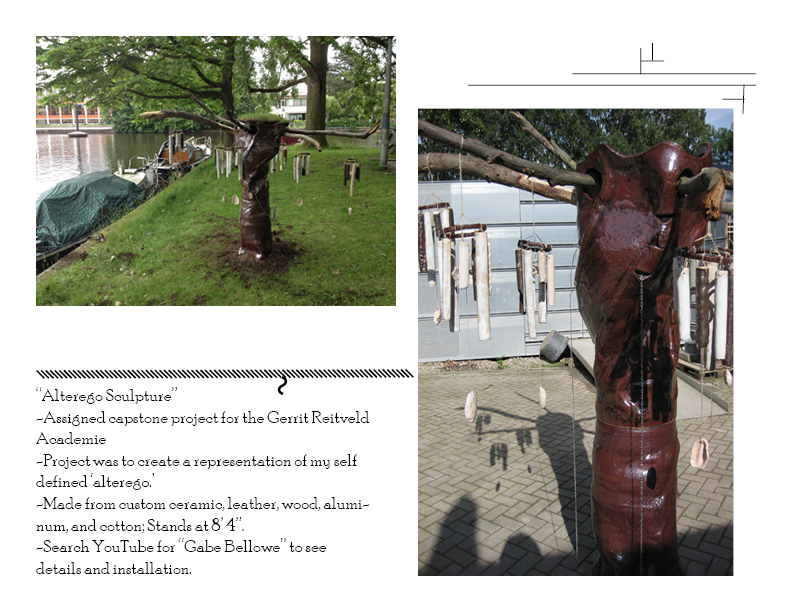 “Alterego Sculpture”
~Assigned capstone project for the Gerrit Reitveld
Academie
~Project was to create a representation of my self
defined ‘alterego.’
~Made from custom ceramic, leather, wood, alumi-
num, and cotton; Stands at 8’ 4”.
~Search YouTube for “Gabe Bellowe” to see
details and installation.